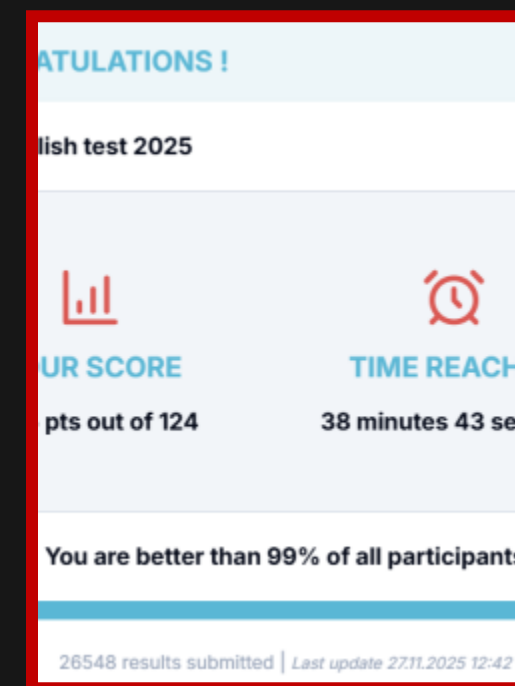 ATULATIONS !
lish test 2025
UR SCORE
TIME REACH
pts out of 124
38 minutes 43 se
You are better than 99% of all participants
26548 results submitted | Last update 27.11.2025 12:42